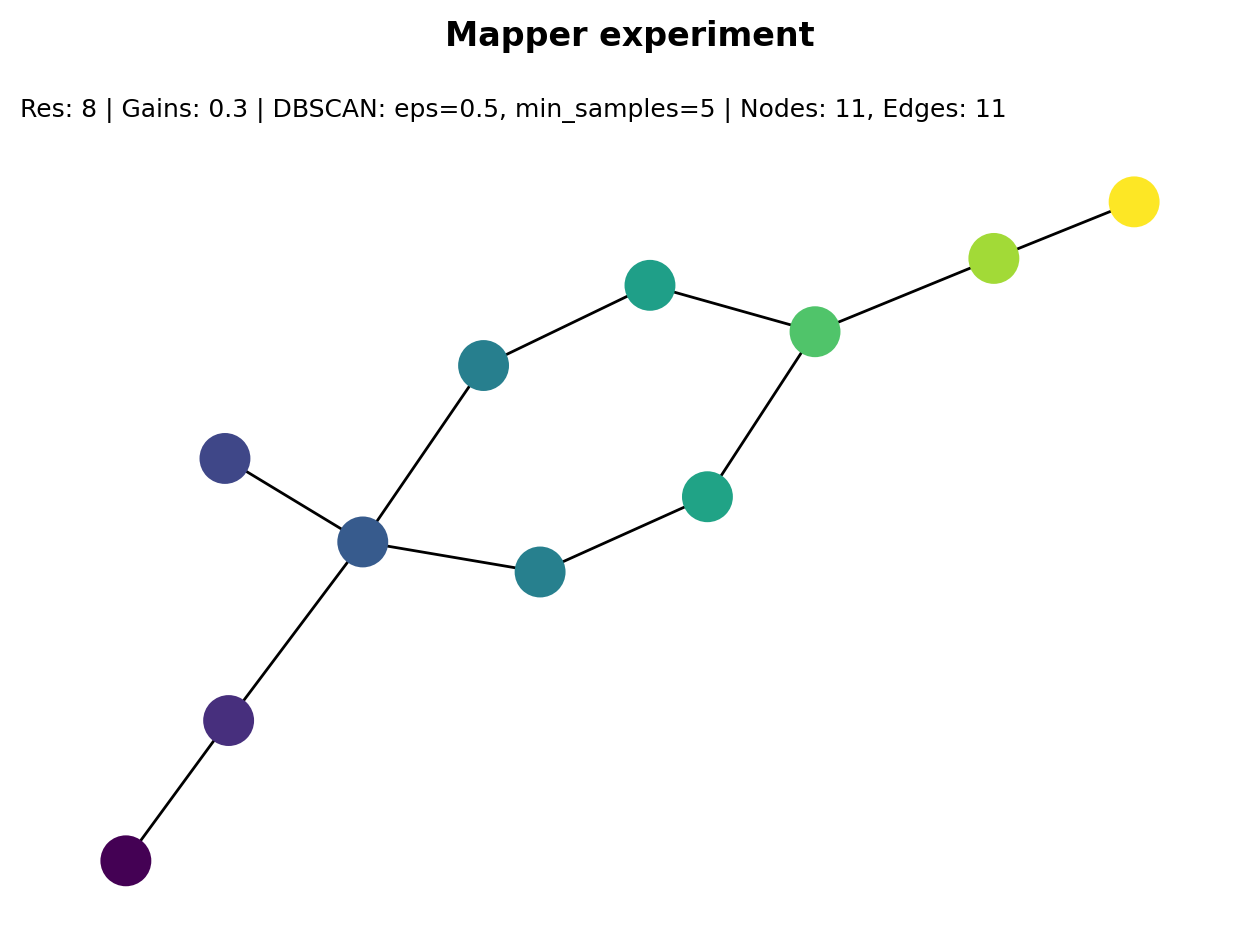 Mapper experiment
Res: 8 | Gains: 0.3 | DBSCAN: eps=0.5, min_samples=5 | Nodes: 11, Edges: 11